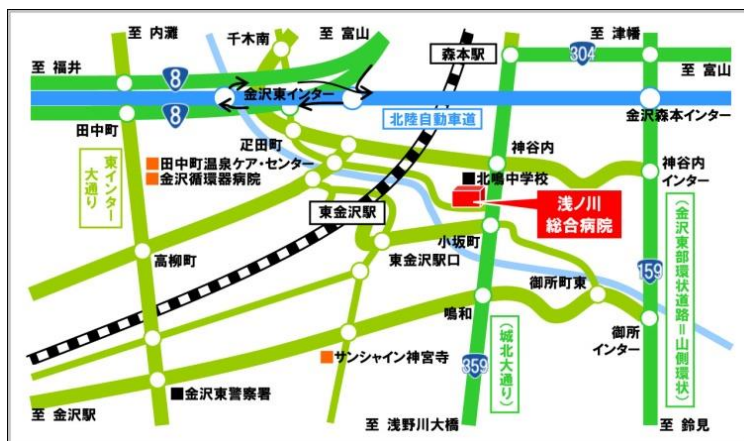 至 内灘
千木南
至 富山
至 津幡
森本駅
304
至 福井
8
至 富山
金沢東インター
8
田中町
北陸自動車道
金沢森本インター
疋田町
神谷内
東インター
大通り
田中町温泉ケア・センター
金沢循環器病院
北鳴中学校
神谷内
インター
浅ノ川
総合病院
東金沢駅
小坂町
高柳町
東金沢駅口
御所町東
159
(金沢東部環状道路=山側環状)
鳴和
御所
インター
サンシャイン神宮寺
359
(城北大通り)
金沢東警察署
至 金沢駅
至 浅野川大橋
至 鈴見